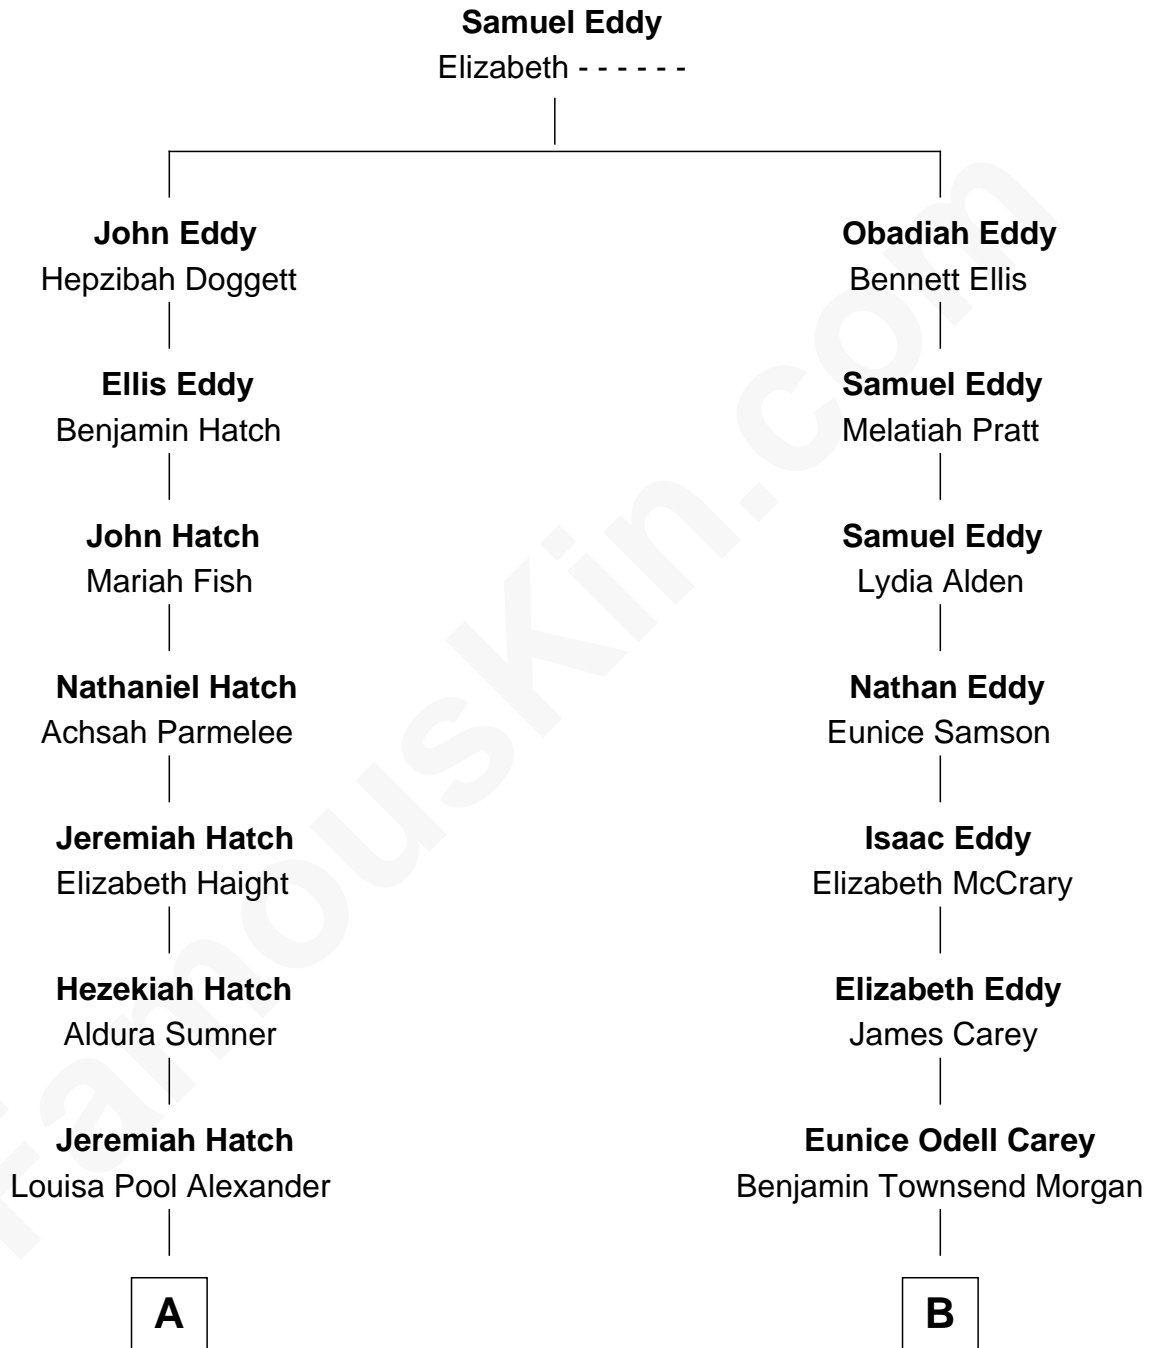 Samuel Eddy
Elizabeth - - - - - -
John Eddy
Hepzibah Doggett
Obadiah Eddy
Bennett Ellis
Ellis Eddy
Benjamin Hatch
Samuel Eddy
Melatiah Pratt
John Hatch
Mariah Fish
Samuel Eddy
Lydia Alden
Nathaniel Hatch
Achsah Parmelee
Nathan Eddy
Eunice Samson
Jeremiah Hatch
Elizabeth Haight
Isaac Eddy
Elizabeth McCrary
Hezekiah Hatch
Aldura Sumner
Elizabeth Eddy
James Carey
Jeremiah Hatch
Louisa Pool Alexander
Eunice Odell Carey
Benjamin Townsend Morgan
A
B
FamousKin.com